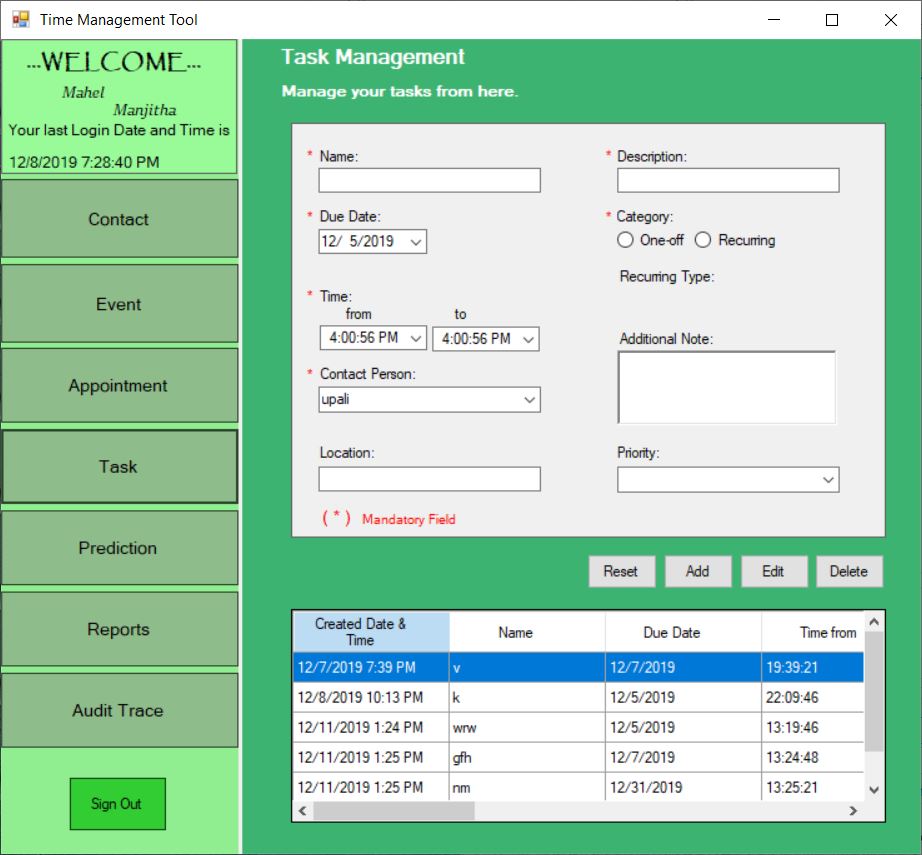 Time Management Tool
...WELCOME...
Mahel
Manjitha
Your last Login Date and Time is
12/8/2019 7:28:40 PM
Contact
Event
Appointment
Task
Prediction
Reports
Audit Trace
Sign Out
Task Management
Manage your tasks from here.
* Name:
* Description:
* Due Date:
12/ 5/2019
* Category:
One-off Recurring
Recurring Type:
* Time:
from to
4:00:56 PM 4:00:56 PM
Additional Note:
* Contact Person:
upali
Location:
Priority:
( * ) Mandatory Field
Reset Add Edit Delete
Created Date & Time Name Due Date Time from
12/7/2019 7:39 PM v 12/7/2019 19:39:21
12/8/2019 10:13 PM k 12/5/2019 22:09:46
12/11/2019 1:24 PM wrw 12/5/2019 13:19:46
12/11/2019 1:25 PM gfh 12/7/2019 13:24:48
12/11/2019 1:25 PM nm 12/31/2019 13:25:21